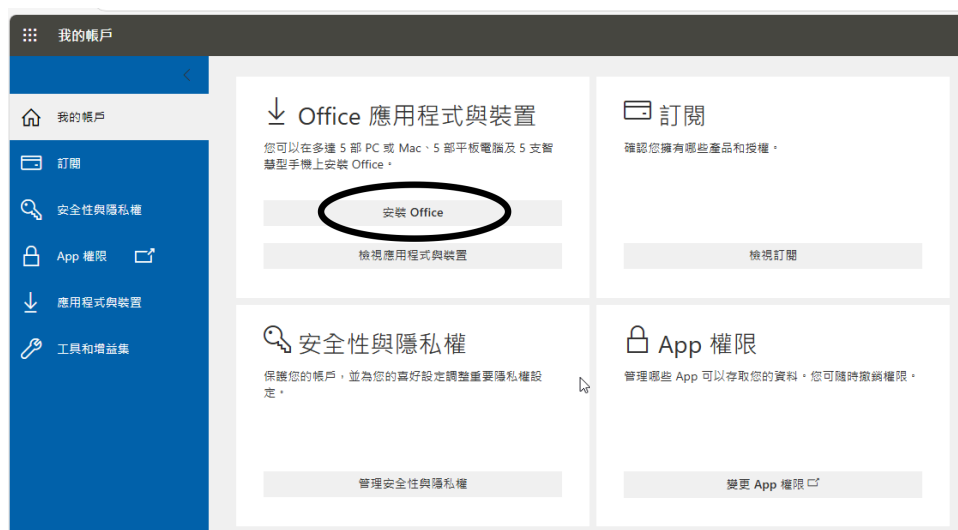 我的帳戶
我的帳戶
訂閱
安全性與隱私權
App 權限
應用程式與裝置
工具和增益集
Office 應用程式與裝置
您可以在多達 5 部 PC 或 Mac、5 部平板電腦及 5 支智
慧型手機上安裝 Office。
安裝 Office
檢視應用程式與裝置
訂閱
確認您擁有哪些產品和授權。
檢視訂閱
安全性與隱私權
保護您的帳戶，並為您的喜好設定調整重要隱私權設
定。
管理安全性與隱私權
App 權限
管理哪些 App 可以存取您的資料。您可隨時撤銷權限。
變更 App 權限